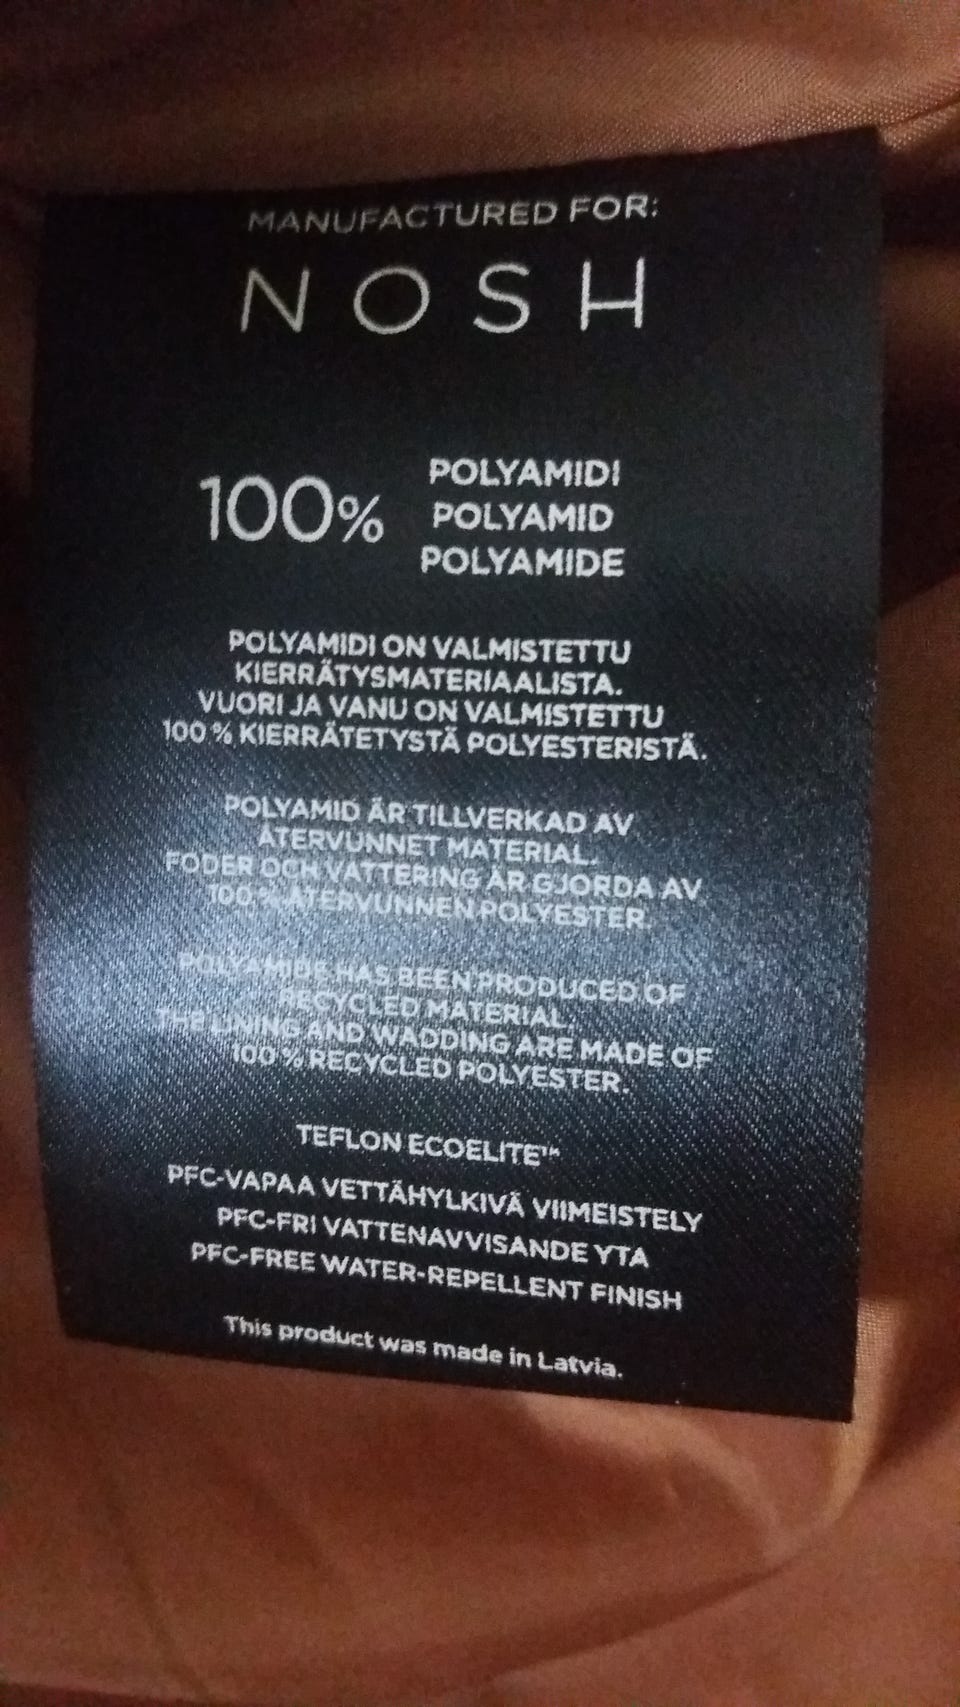 MANUFACTURED FOR:
NOSH
100%
POLYAMIDI
POLYAMID
POLYAMIDE
POLYAMIDI ON VALMISTETTU
KIERRÄTYSMATERIAALISTA.
VUORI JA VANU ON VALMISTETTU
100 % KIERRÄTETYSTÄ POLYESTERISTÄ.
POLYAMID ÄR TILLVERKAD AV
ÅTERVUNNET MATERIAL.
FODER OCH VATTERING ÄR GJORDA AV
100 % ÅTERVUNNEN POLYESTER.
POLYAMIDE HAS BEEN PRODUCED OF
RECYCLED MATERIAL.
THE LINING AND WADDING ARE MADE OF
100 % RECYCLED POLYESTER.
TEFLON ECOELITE™
PFC-VAPAA VETTÄHYLKIVÄ VIIMEISTELY
PFC-FRI VATTENAVVISANDE YTA
PFC-FREE WATER-REPELLENT FINISH
This product was made in Latvia.